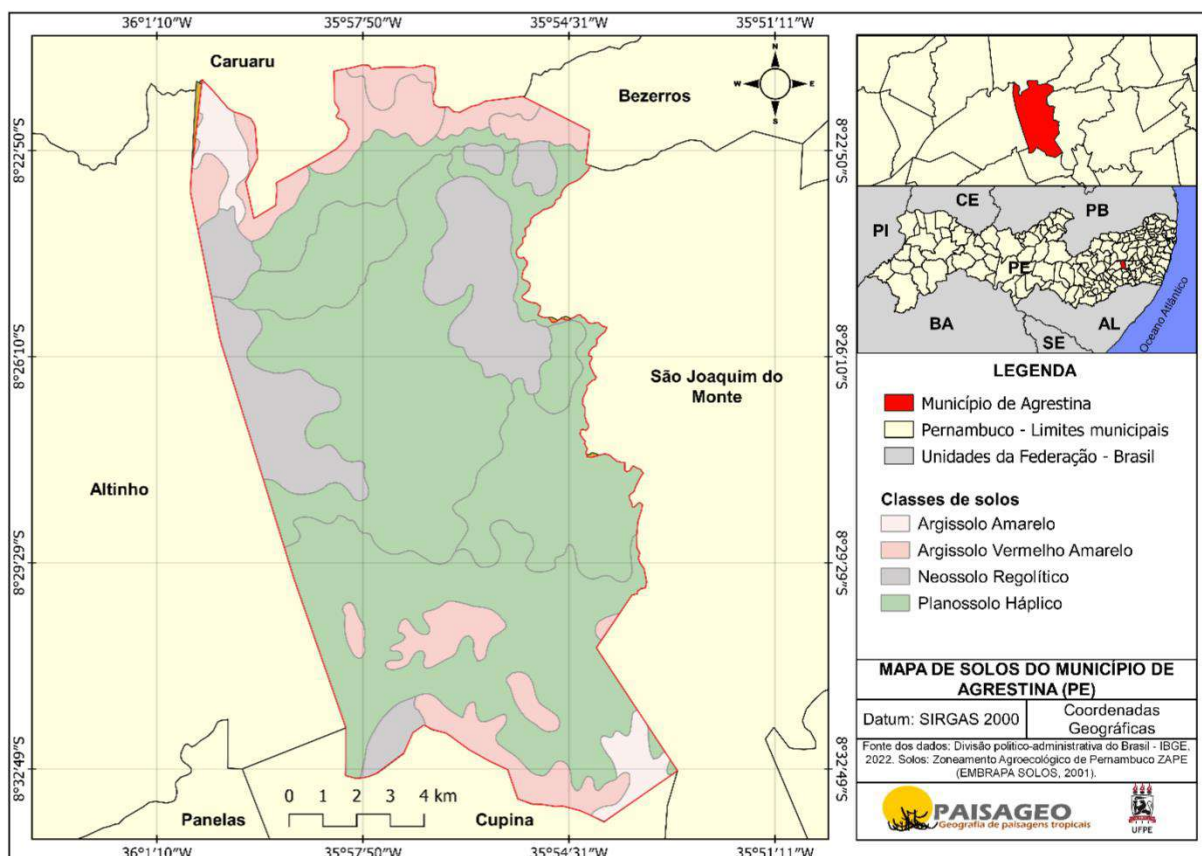 36°1'10"W 35°57'50"W 35°54'31"W 35°51'11"W
Caruaru
Bezerros
N
W E
S
8°22'50"S 8°22'50"S
8°26'10"S 8°26'10"S
São Joaquim do
Monte
Altinho
8°29'29"S 8°29'29"S
8°32'49"S 8°32'49"S
0 1 2 3 4 km
Panelas
Cupina
36°1'10"W 35°57'50"W 35°54'31"W 35°51'11"W
CE
PB
PI
PE
BA
AL
SE
Oceano Atlântico
LEGENDA
Município de Agrestina
Pernambuco - Limites municipais
Unidades da Federação - Brasil
Classes de solos
Argissolo Amarelo
Argissolo Vermelho Amarelo
Neossolo Regolítico
Planossolo Háplico
MAPA DE SOLOS DO MUNICÍPIO DE
AGRESTINA (PE)
Datum: SIRGAS 2000
Coordenadas
Geográficas
Fonte dos dados: Divisão politico-administrativa do Brasil - IBGE,
2022. Solos: Zoneamento Agroecológico de Pernambuco ZAPE
(EMBRAPA SOLOS, 2001).
PAISAGEO
Geografia de paisagens tropicais
UFPE